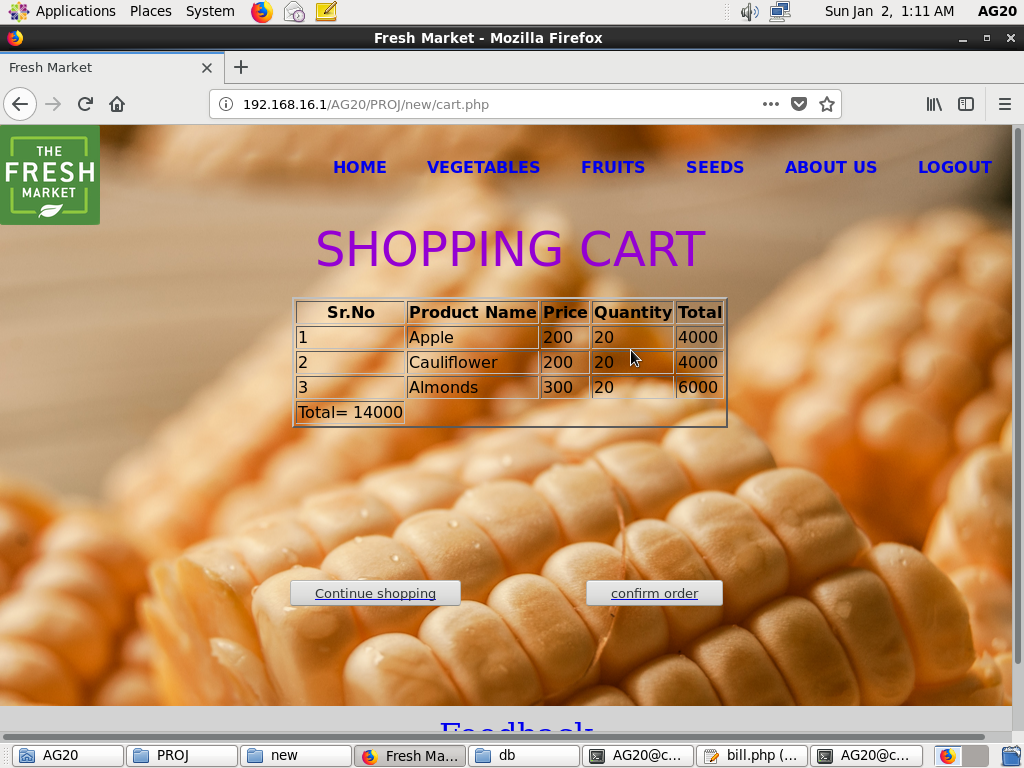 Applications Places System Sun Jan 2, 1:11 AM AG20
Fresh Market - Mozilla Firefox
Fresh Market
192.168.16.1/AG20/PROJ/new/cart.php
THE
FRESH
MARKET
HOME VEGETABLES FRUITS SEEDS ABOUT US LOGOUT
SHOPPING CART
Sr.No Product Name Price Quantity Total
1 Apple 200 20 4000
2 Cauliflower 200 20 4000
3 Almonds 300 20 6000
Total= 14000
Continue shopping confirm order
Feedback
AG20 PROJ new Fresh Ma... db AG20@c... bill.php (... AG20@c...